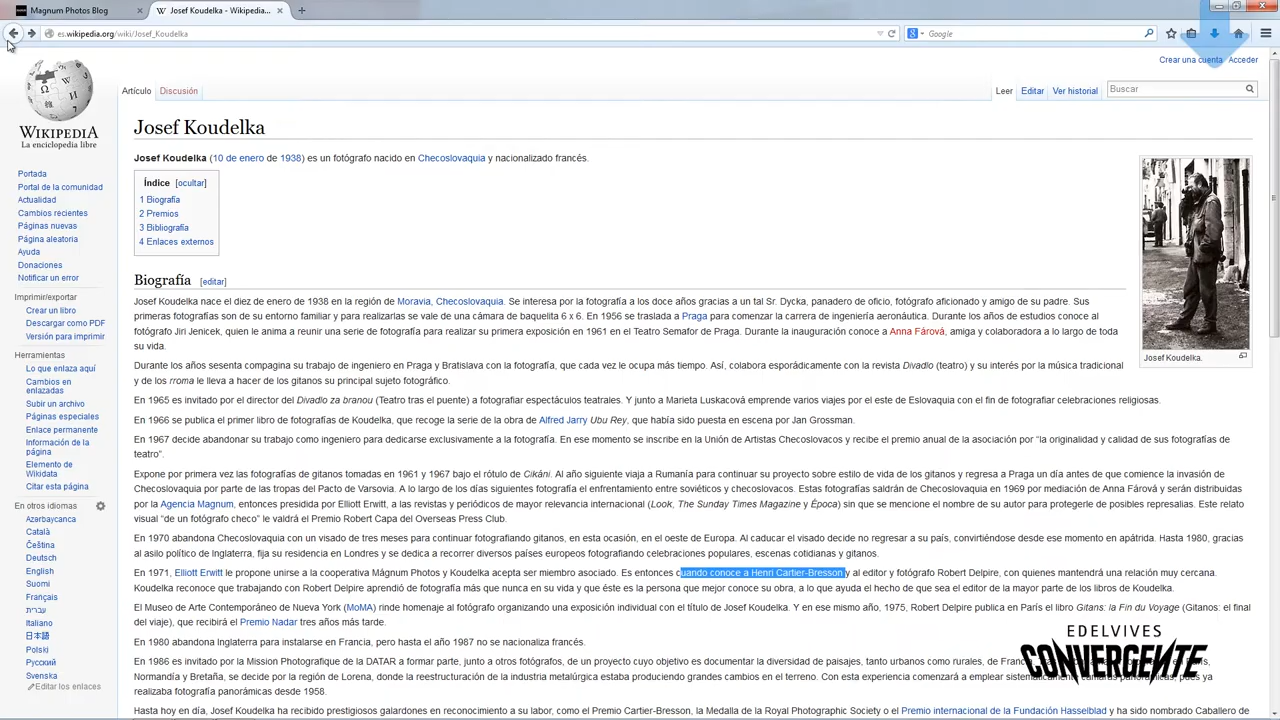 Magnum Photos Blog
Josef Koudelka - Wikipedia...
es.wikipedia.org/wiki/Josef_Koudelka
Google
Crear una cuenta Acceder
Artículo Discusión Leer Editar Ver historial Buscar
WIKIPEDIA
La enciclopedia libre
Portada
Portal de la comunidad
Actualidad
Cambios recientes
Páginas nuevas
Página aleatoria
Ayuda
Donaciones
Notificar un error
Imprimir/exportar
Crear un libro
Descargar como PDF
Versión para imprimir
Herramientas
Lo que enlaza aquí
Cambios en
enlazadas
Subir un archivo
Páginas especiales
Enlace permanente
Información de la
página
Elemento de
Wikidata
Citar esta página
En otros idiomas
Azərbaycanca
Català
Čeština
Deutsch
English
Suomi
Français
עברית
Italiano
日本語
Polski
Русский
Svenska
Editar los enlaces
Josef Koudelka
Josef Koudelka (10 de enero de 1938) es un fotógrafo nacido en Checoslovaquia y nacionalizado francés.
Índice [ocultar]
1 Biografía
2 Premios
3 Bibliografía
4 Enlaces externos
Josef Koudelka.
Biografía [editar]
Josef Koudelka nace el diez de enero de 1938 en la región de Moravia, Checoslovaquia. Se interesa por la fotografía a los doce años gracias a un tal Sr. Dycka, panadero de oficio, fotógrafo aficionado y amigo de su padre. Sus
primeras fotografías son de su entorno familiar y para realizarlas se vale de una cámara de baquelita 6 x 6. En 1956 se traslada a Praga para comenzar la carrera de ingeniería aeronáutica. Durante los años de estudios conoce al
fotógrafo Jiri Jenicek, quien le anima a reunir una serie de fotografía para realizar su primera exposición en 1961 en el Teatro Semafor de Praga. Durante la inauguración conoce a Anna Fárová, amiga y colaboradora a lo largo de toda
su vida.
Durante los años sesenta compagina su trabajo de ingeniero en Praga y Bratislava con la fotografía, que cada vez le ocupa más tiempo. Así, colabora esporádicamente con la revista Divadlo (teatro) y su interés por la música tradicional
y de los rroma le lleva a hacer de los gitanos su principal sujeto fotográfico.
En 1965 es invitado por el director del Divadlo za branou (Teatro tras el puente) a fotografiar espectáculos teatrales. Y junto a Marieta Luskacová emprende varios viajes por el este de Eslovaquia con el fin de fotografiar celebraciones religiosas.
En 1966 se publica el primer libro de fotografías de Koudelka, que recoge la serie de la obra de Alfred Jarry Ubu Rey, que había sido puesta en escena por Jan Grossman.
En 1967 decide abandonar su trabajo como ingeniero para dedicarse exclusivamente a la fotografía. En ese momento se inscribe en la Unión de Artistas Checoslovacos y recibe el premio anual de la asociación por “la originalidad y calidad de sus fotografías de
teatro”.
Expone por primera vez las fotografías de gitanos tomadas en 1961 y 1967 bajo el rótulo de Cikáni. Al año siguiente viaja a Rumanía para continuar su proyecto sobre estilo de vida de los gitanos y regresa a Praga un día antes de que comience la invasión de
Checoslovaquia por parte de las tropas del Pacto de Varsovia. A lo largo de los días siguientes fotografía el enfrentamiento entre soviéticos y checoslovacos. Estas fotografías saldrán de Checoslovaquia en 1969 por mediación de Anna Fárová y serán distribuidas
por la Agencia Magnum, entonces presidida por Elliott Erwitt, a las revistas y periódicos de mayor relevancia internacional (Look, The Sunday Times Magazine y Época) sin que se mencione el nombre de su autor para protegerle de posibles represalias. Este relato
visual “de un fotógrafo checo” le valdrá el Premio Robert Capa del Overseas Press Club.
En 1970 abandona Checoslovaquia con un visado de tres meses para continuar fotografiando gitanos, en esta ocasión, en el oeste de Europa. Al caducar el visado decide no regresar a su país, convirtiéndose desde ese momento en apátrida. Hasta 1980, gracias
al asilo político de Inglaterra, fija su residencia en Londres y se dedica a recorrer diversos países europeos fotografiando celebraciones populares, escenas cotidianas y gitanos.
En 1971, Elliott Erwitt le propone unirse a la cooperativa Mágnum Photos y Koudelka acepta ser miembro asociado. Es entonces cuando conoce a Henri Cartier-Bresson y al editor y fotógrafo Robert Delpire, con quienes mantendrá una relación muy cercana.
Koudelka reconoce que trabajando con Robert Delpire aprendió de fotografía más que nunca en su vida y que éste es la persona que mejor conoce su obra, a lo que ayuda el hecho de que sea el editor de la mayor parte de los libros de Koudelka.
El Museo de Arte Contemporáneo de Nueva York (MoMA) rinde homenaje al fotógrafo organizando una exposición individual con el título de Josef Koudelka. Y en ese mismo año, 1975, Robert Delpire publica en París el libro Gitans: la Fin du Voyage (Gitanos: el final
del viaje), que recibirá el Premio Nadar tres años más tarde.
En 1980 abandona Inglaterra para instalarse en Francia, pero hasta el año 1987 no se nacionaliza francés.
En 1986 es invitado por la Mission Photografique de la DATAR a formar parte, junto a otros fotógrafos, de un proyecto cuyo objetivo es documentar la diversidad de paisajes, tanto urbanos como rurales, de
Normandía y Bretaña, se decide por la región de Lorena, donde la reestructuración de la industria metalúrgica estaba produciendo grandes cambios en el terreno. Con esta experiencia comenzará a emplear
realizaba fotografía panorámicas desde 1958.
Hasta hoy en día, Josef Koudelka ha recibido prestigiosos galardones en reconocimiento a su labor, como el Premio Cartier-Bresson, la Medalla de la Royal Photographic Society o el Premio internacional de la Fundación Hasselblad y ha sido nombrado Caballero de
EDELVIVES
CONVERGENTE